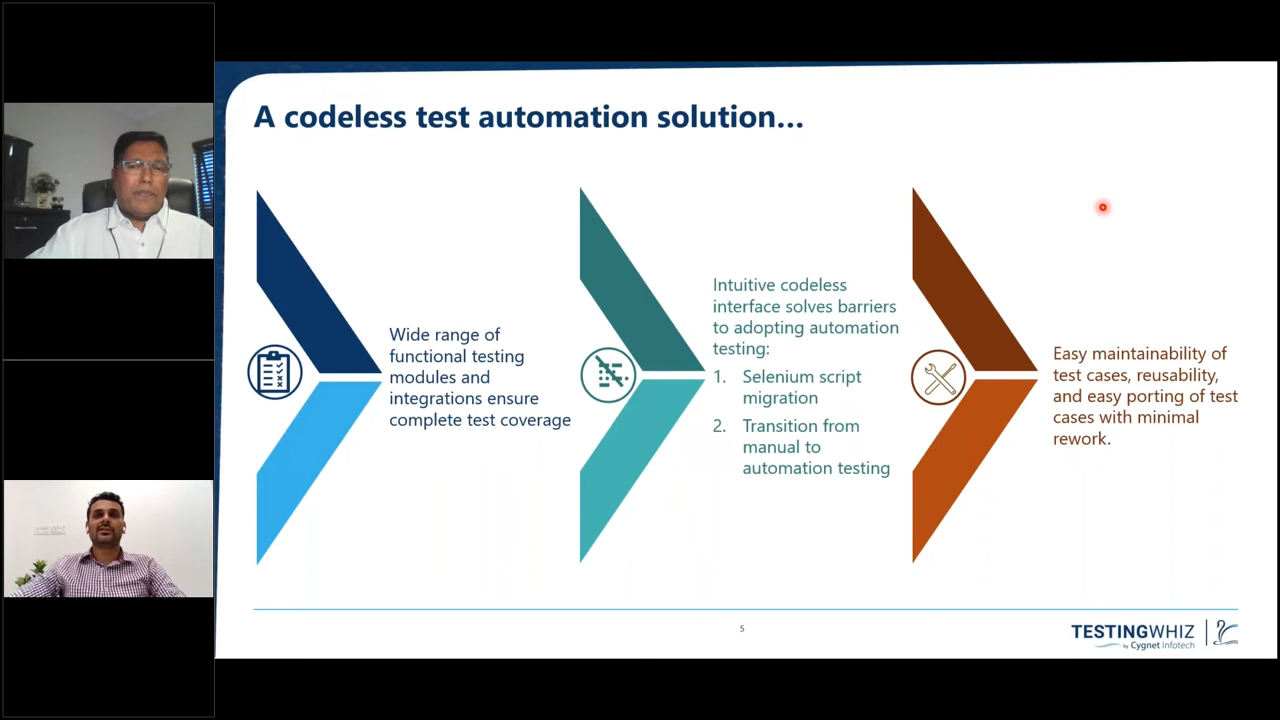 A codeless test automation solution...
Wide range of
functional testing
modules and
integrations ensure
complete test coverage
Intuitive codeless
interface solves barriers
to adopting automation
testing:
1. Selenium script
migration
2. Transition from
manual to
automation testing
Easy maintainability of
test cases, reusability,
and easy porting of test
cases with minimal
rework.
5
TESTINGWHIZ
by Cygnet Infotech